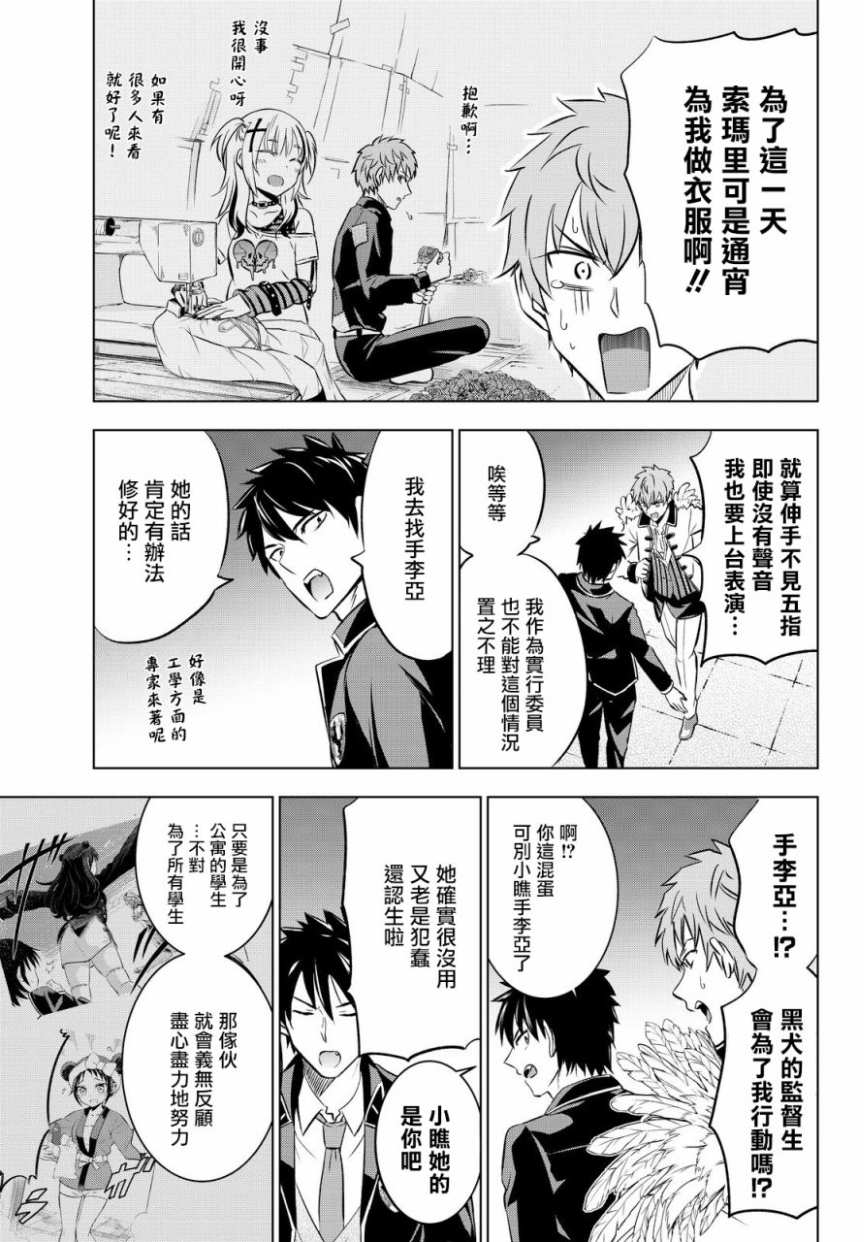 為了這一天
索瑪里可是通宵
為我做衣服啊!!
抱歉啊…
沒事
我很開心呀
如果有
很多人來看
就好了呢!
就算伸手不見五指
即使沒有聲音
我也要上台表演…
唉等等
我作為實行委員
也不能對這個情況
置之不理
我去找手李亞
她的話
肯定有辦法
修好的…
好像是
工學方面的
專家來著呢
手李亞…!?
黑犬的監督生
會為了我行動嗎!?
啊!?
你這混蛋
可別小瞧手李亞了
她確實很沒用
又老是犯蠢
還認生啦
小瞧她的
是你吧
只要是為了
公寓的學生
…不對
為了所有學生
那傢伙
就會義無反顧
盡心盡力地努力